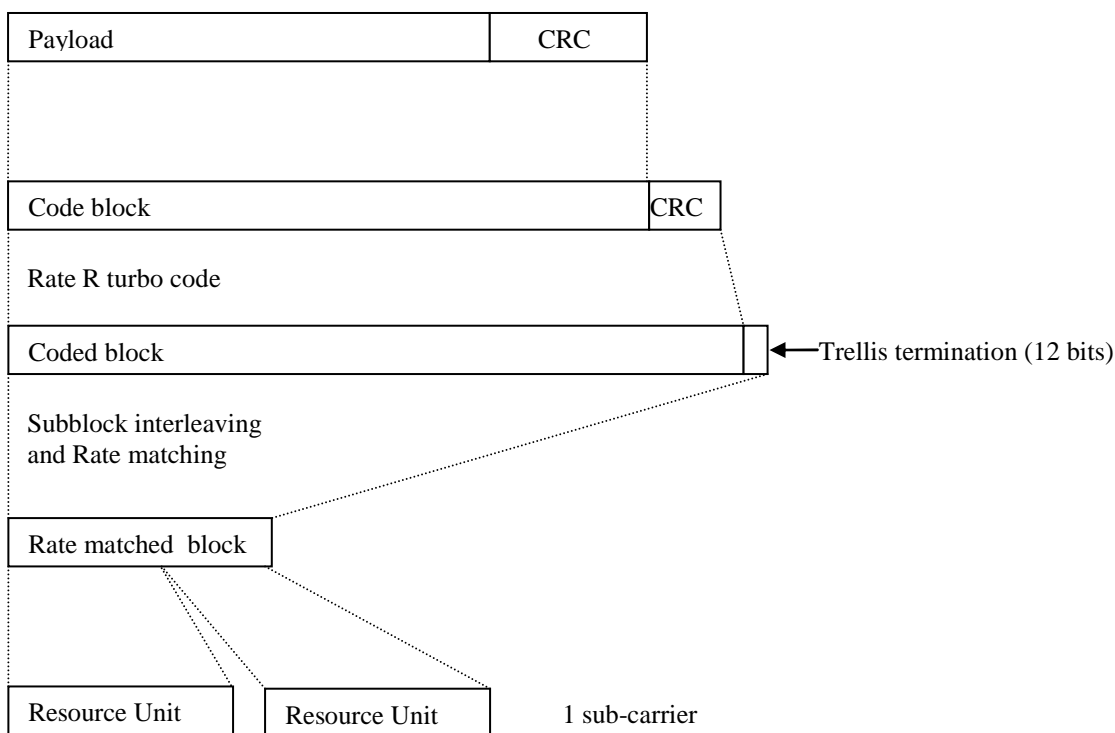 Payload
CRC
Code block
CRC
Rate R turbo code
Coded block
Trellis termination (12 bits)
Subblock interleaving
and Rate matching
Rate matched block
Resource Unit
Resource Unit
1 sub-carrier